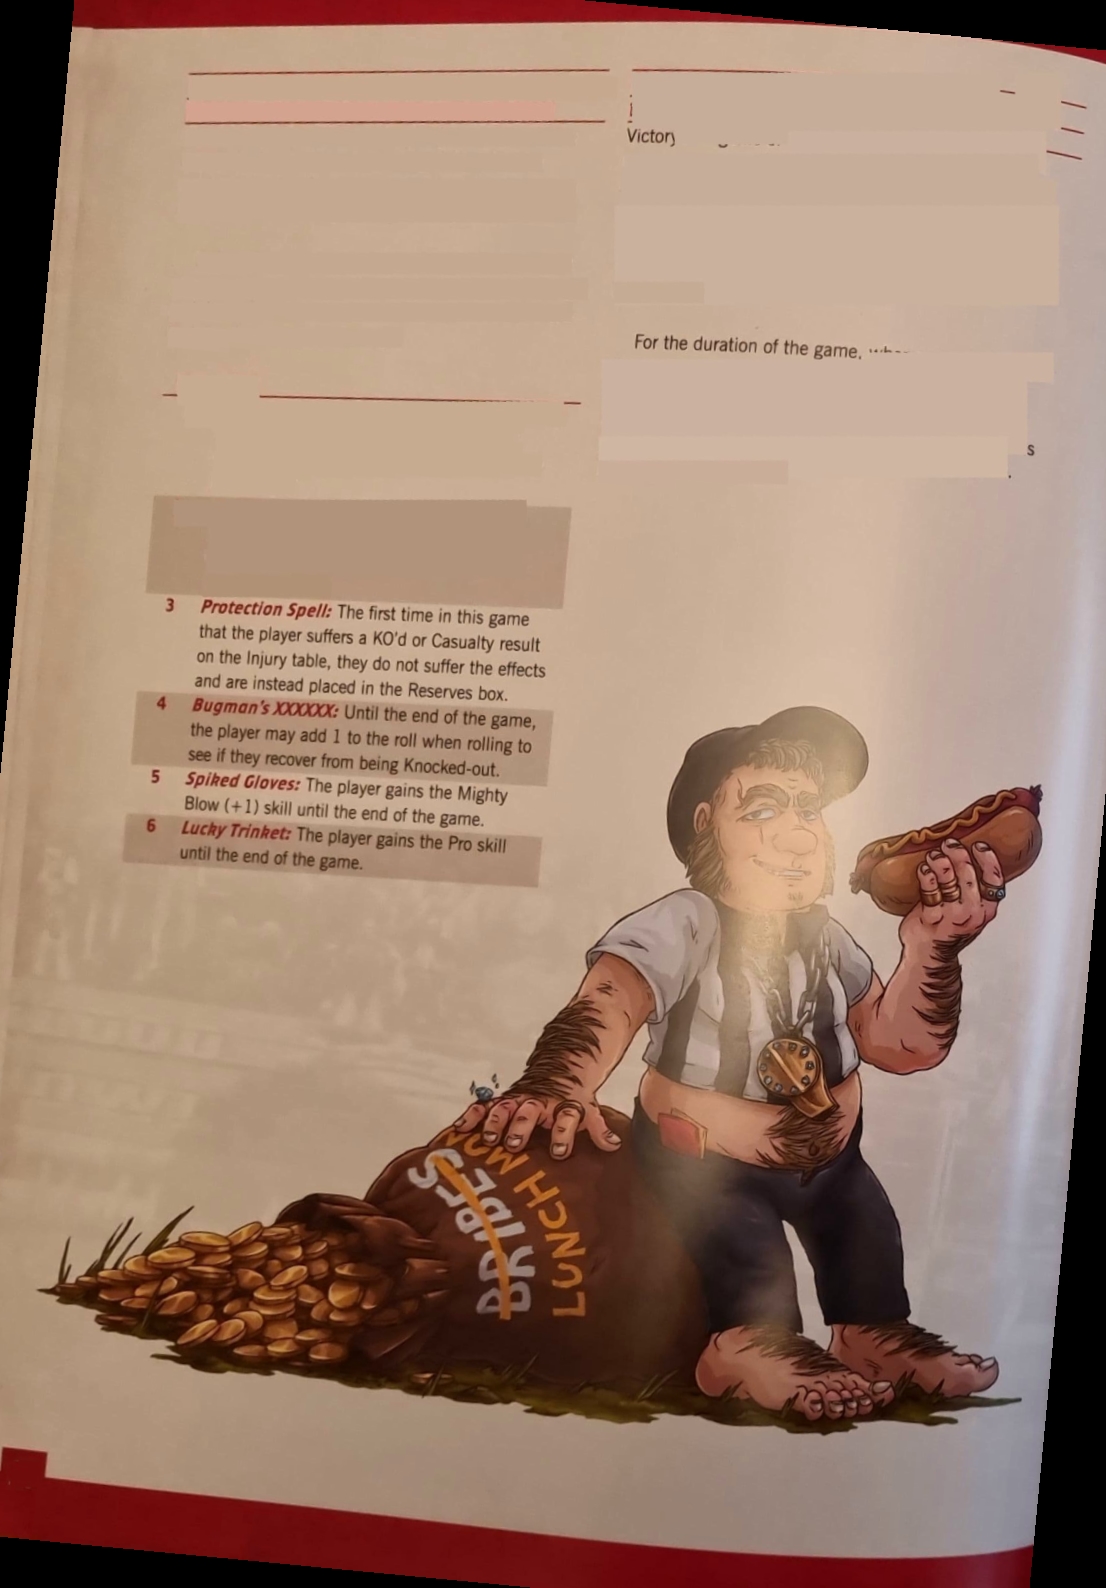 Victory
For the duration of the game,
s
3 Protection Spell: The first time in this game
that the player suffers a KO'd or Casualty result
on the Injury table, they do not suffer the effects
and are instead placed in the Reserves box.
4 Bugman's XXXXXX: Until the end of the game,
the player may add 1 to the roll when rolling to
see if they recover from being Knocked-out.
5 Spiked Gloves: The player gains the Mighty
Blow (+1) skill until the end of the game.
6 Lucky Trinket: The player gains the Pro skill
until the end of the game.
BRIBES
LUNCH